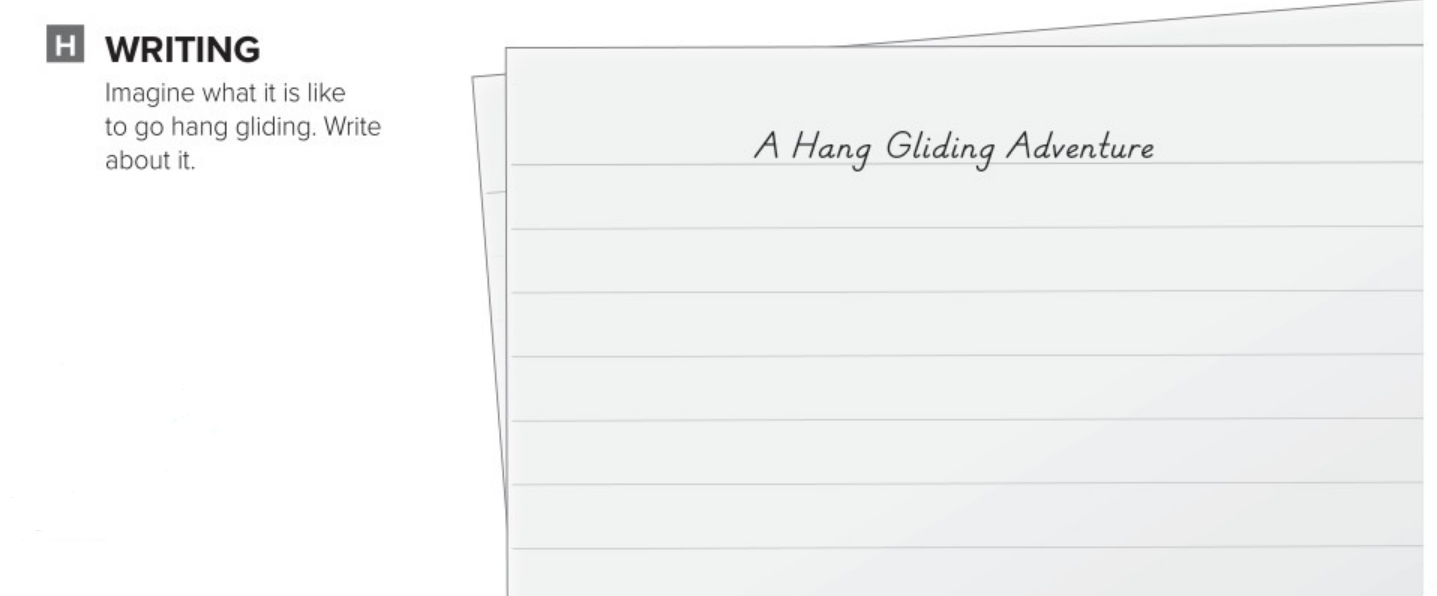 H WRITING
Imagine what it is like
to go hang gliding. Write
about it.
A Hang Gliding Adventure